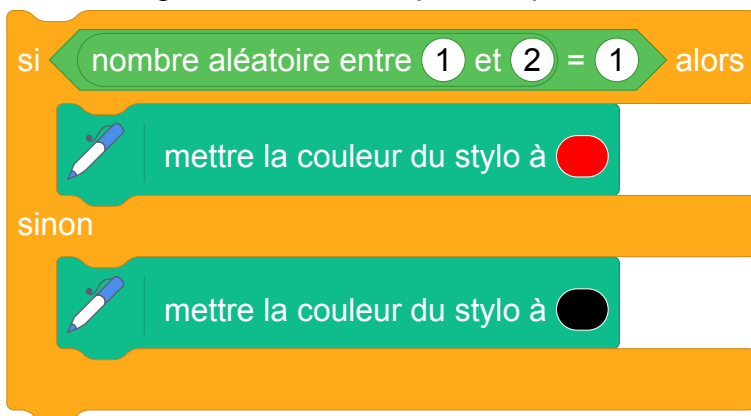 si nombre aléatoire entre 1 et 2 = 1 alors
mettre la couleur du stylo à
sinon
mettre la couleur du stylo à